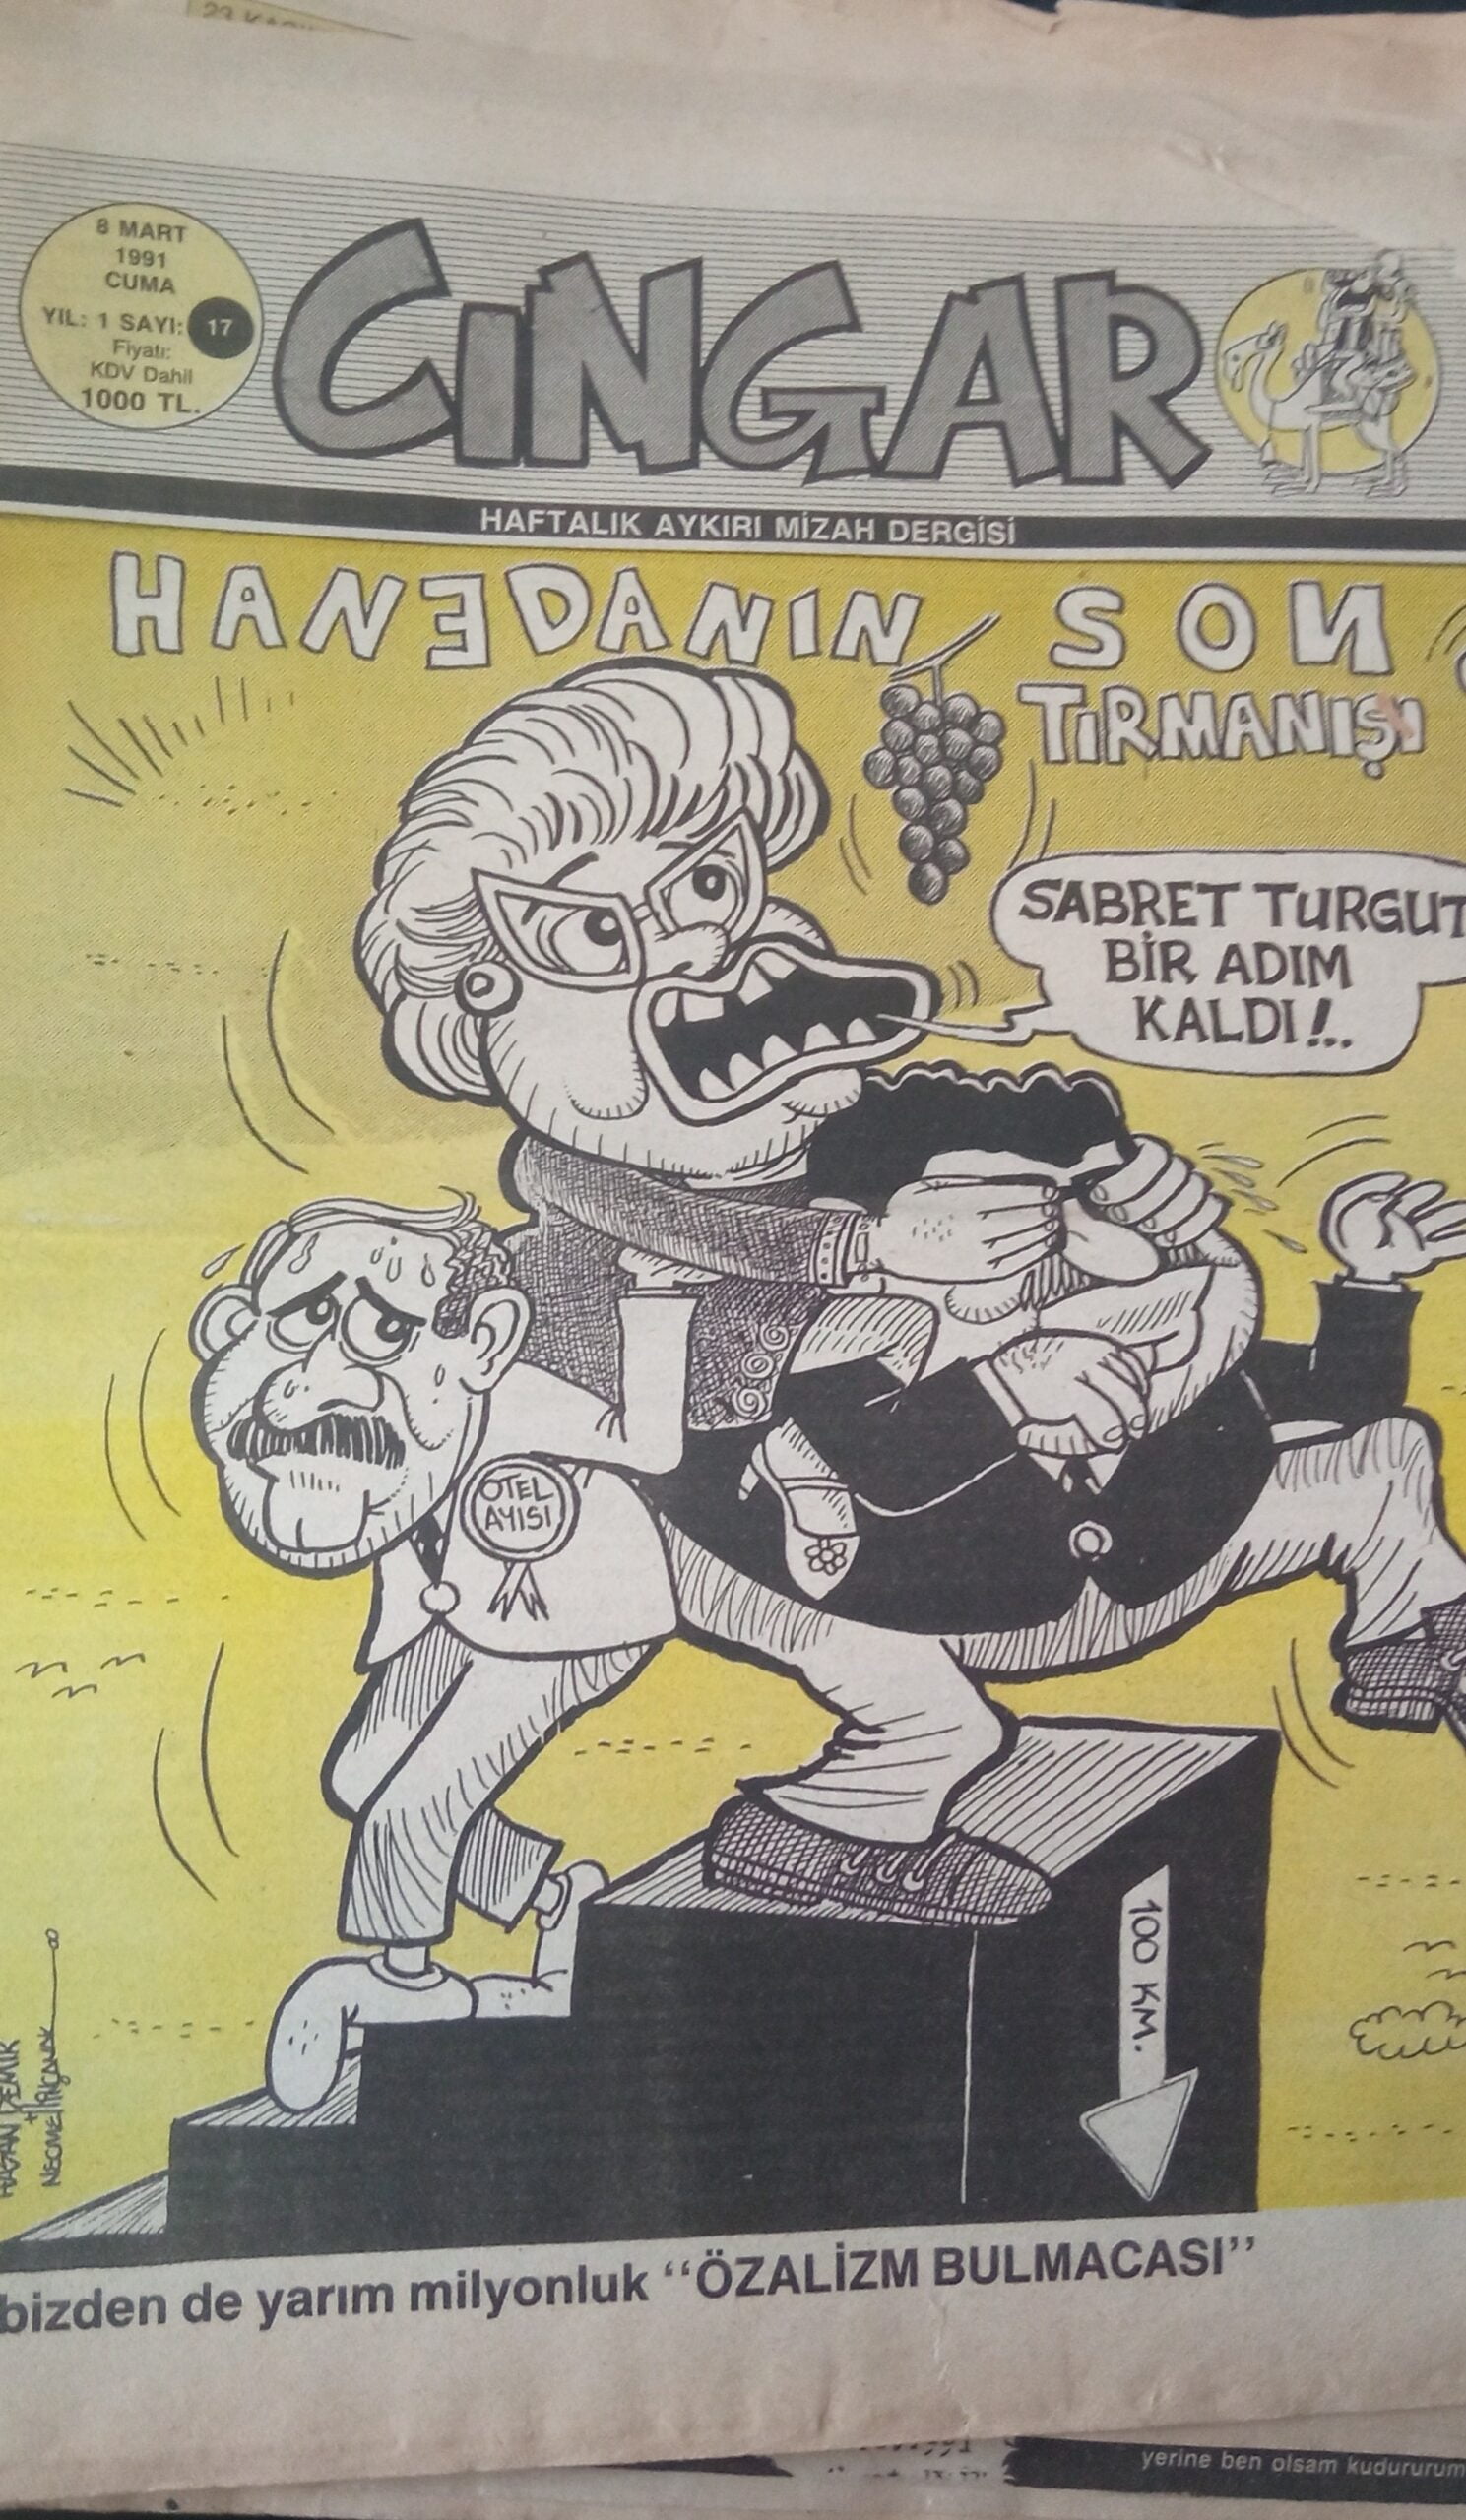 8 MART
1991
CUMA
YIL: 1 SAYI: 17
Fiyatı:
KDV Dahil
1000 TL.
CINGAR
HAFTALIK AYKIRI MİZAH DERGİSİ
HANEDANIN SON
TIRMANIŞI
SABRET TURGUT
BİR ADIM
KALDI!..
OTEL
AYISI
100 KM.
HASAN DEMİR
bizden de yarım milyonluk “ÖZALİZM BULMACASI”
yerine ben olsam kudururum